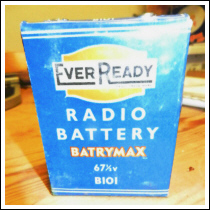 EVER READY
RADIO
BATTERY
BATRYMAX
67½v
B101